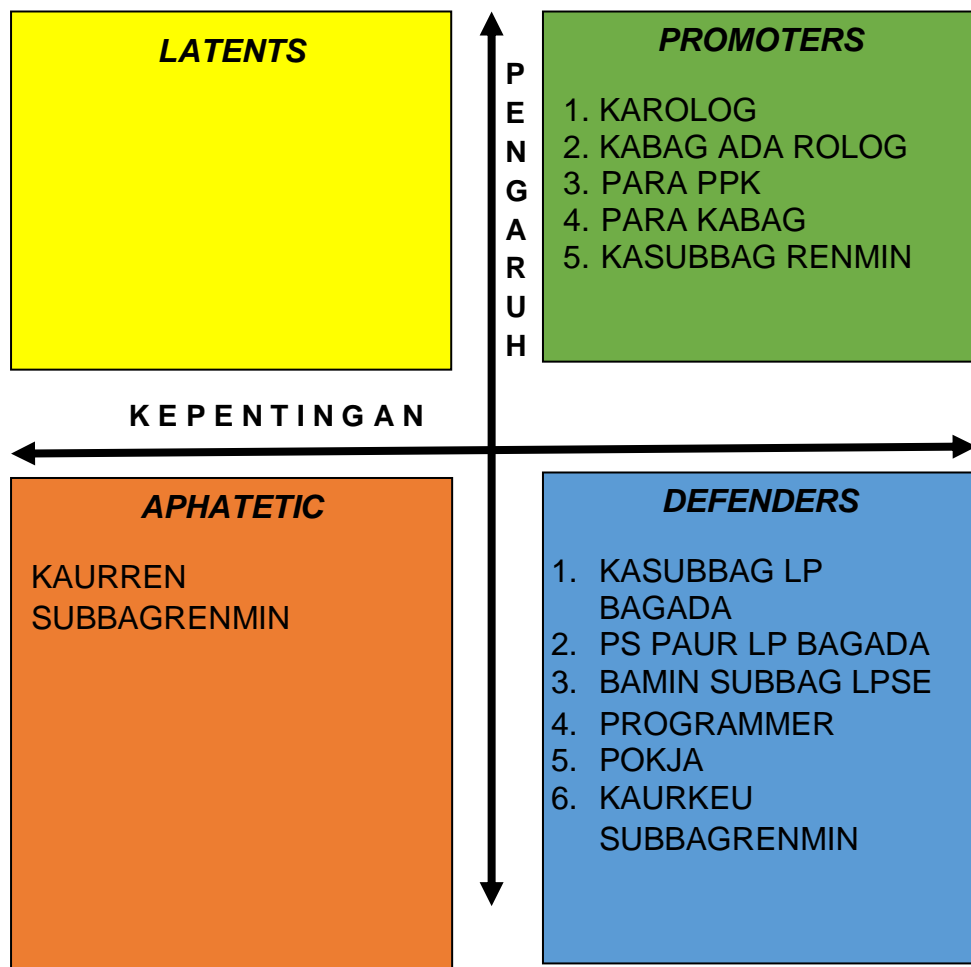 LATENTS
PENGARUH
PROMOTERS
1. KAROLOG
2. KABAG ADA ROLOG
3. PARA PPK
4. PARA KABAG
5. KASUBBAG RENMIN
KEPENTINGAN
APHATETIC
KAURREN
SUBBAGRENMIN
DEFENDERS
1. KASUBBAG LP
BAGADA
2. PS PAUR LP BAGADA
3. BAMIN SUBBAG LPSE
4. PROGRAMMER
5. POKJA
6. KAURKEU
SUBBAGRENMIN